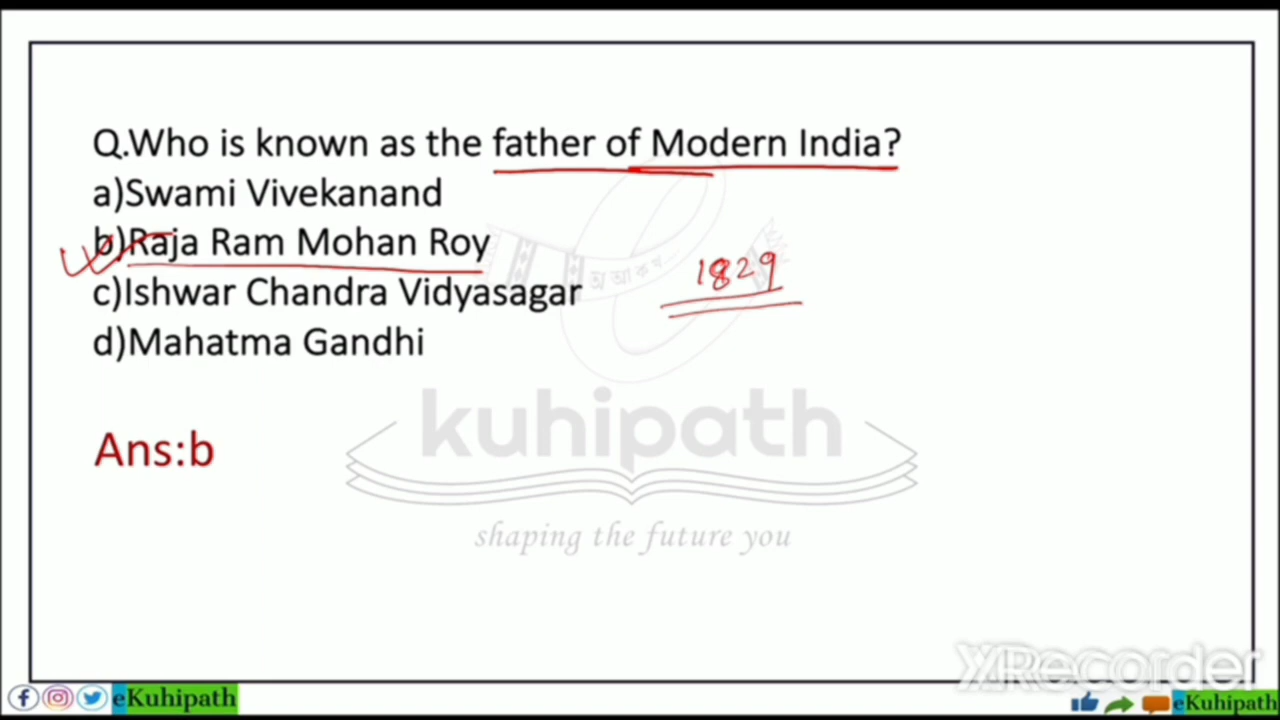 Q.Who is known as the father of Modern India?
a)Swami Vivekanand
b)Raja Ram Mohan Roy
c)Ishwar Chandra Vidyasagar
d)Mahatma Gandhi
1829
Ans:b
kuhipath
shaping the future you
XRecorder
eKuhipath
eKuhipath